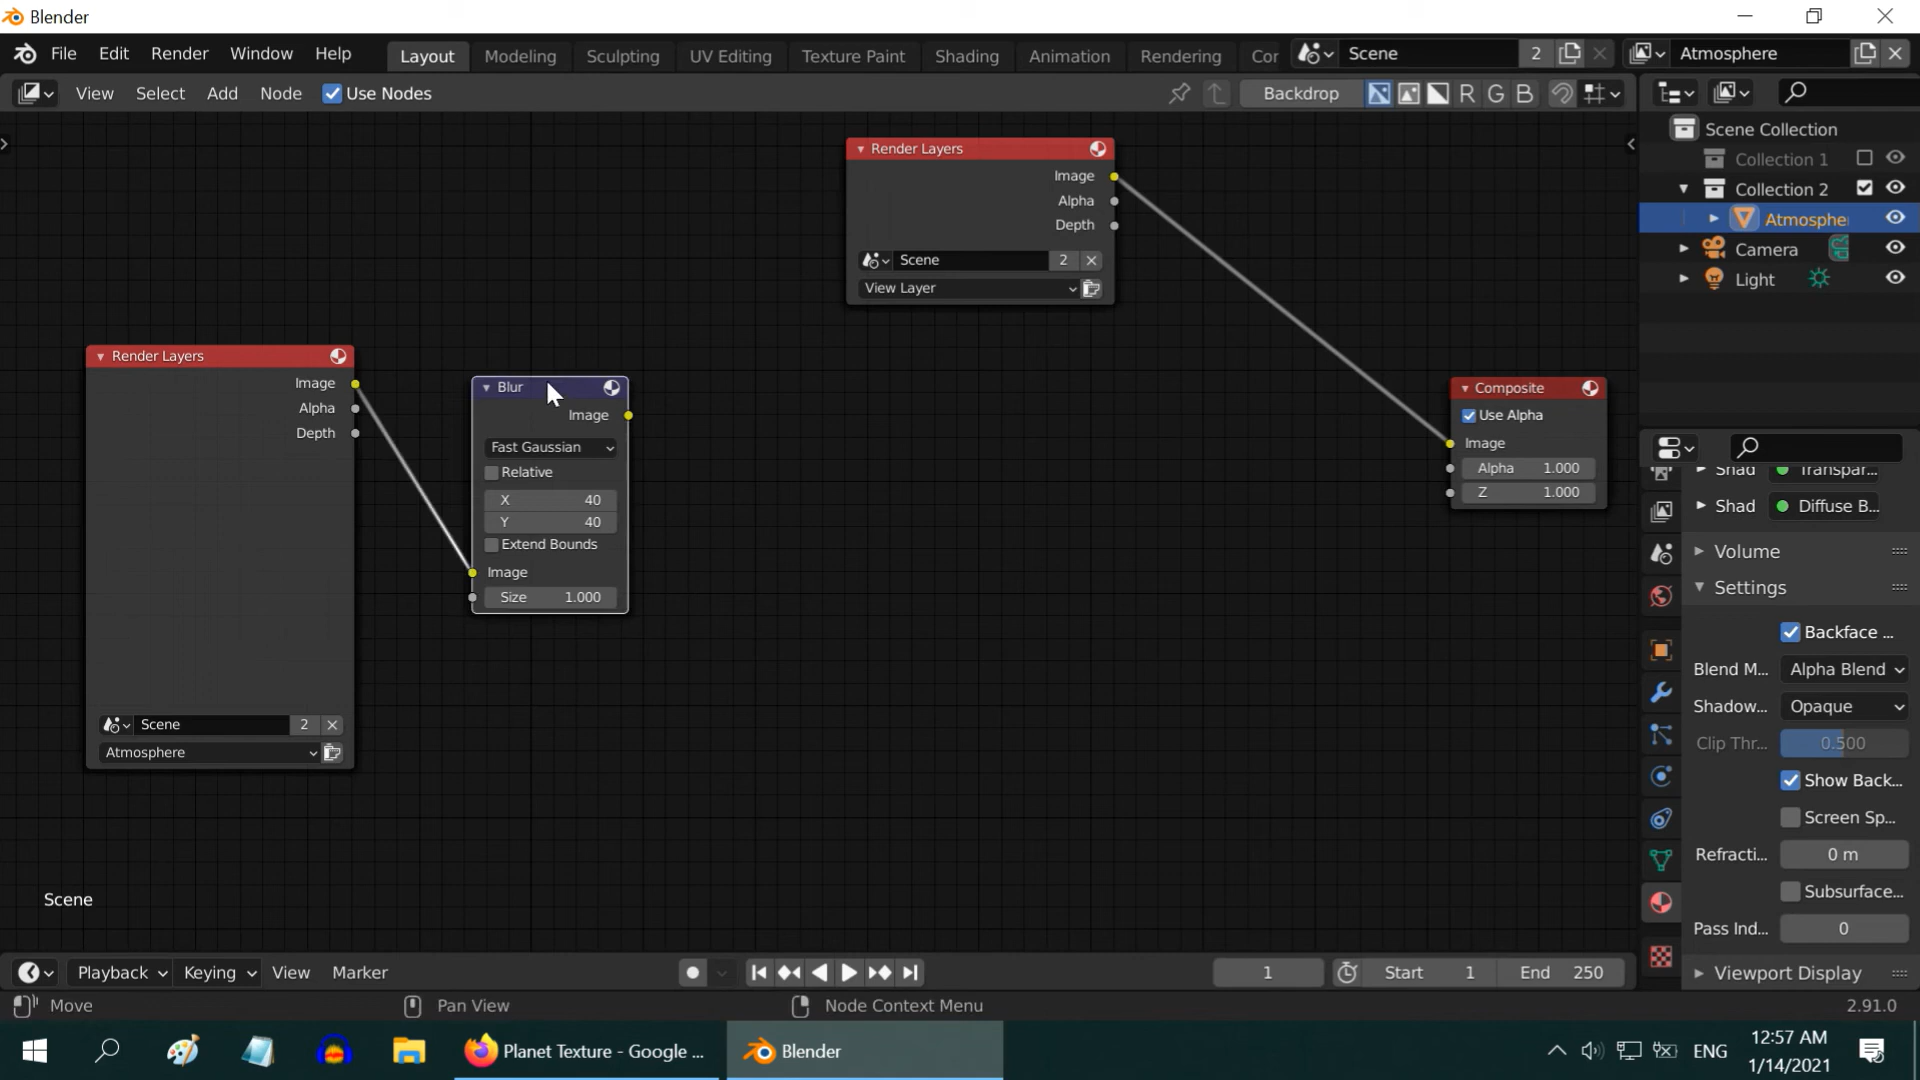 Blender
File Edit Render Window Help Layout Modeling Sculpting UV Editing Texture Paint Shading Animation Rendering Cor Scene 2 Atmosphere
View Select Add Node Use Nodes Backdrop R G B
Scene Collection
Collection 1
Collection 2
Atmosphe
Camera
Light
Render Layers
Image
Alpha
Depth
Scene 2
View Layer
Render Layers
Image
Alpha
Depth
Scene 2
Atmosphere
Blur
Image
Fast Gaussian
Relative
X 40
Y 40
Extend Bounds
Image
Size 1.000
Composite
Use Alpha
Image
Alpha 1.000
Z 1.000
Shad Transpar...
Shad Diffuse B...
Volume
Settings
Backface ...
Blend M... Alpha Blend
Shadow... Opaque
Clip Thr... 0.500
Show Back...
Screen Sp...
Refracti... 0 m
Subsurface...
Pass Ind... 0
Viewport Display
Scene
Playback Keying View Marker 1 Start 1 End 250
Move Pan View Node Context Menu 2.91.0
Planet Texture - Google ... Blender ENG
12:57 AM
1/14/2021